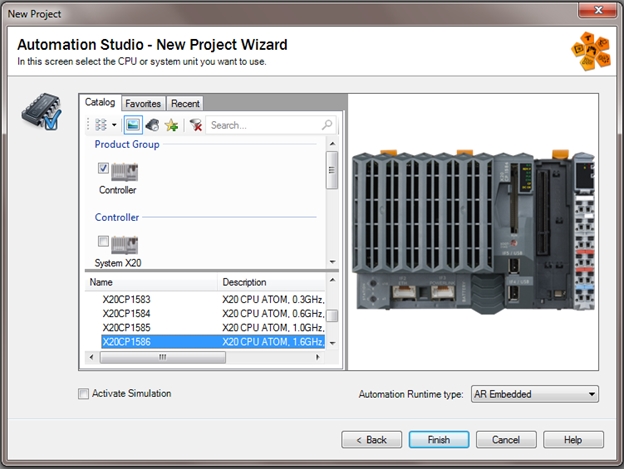 New Project
Automation Studio - New Project Wizard
In this screen select the CPU or system unit you want to use.
Catalog Favorites Recent
Search...
Product Group
Controller
Controller
System X20
Name Description
X20CP1583 X20 CPU ATOM, 0.3GHz,
X20CP1584 X20 CPU ATOM, 0.6GHz,
X20CP1585 X20 CPU ATOM, 1.0GHz,
X20CP1586 X20 CPU ATOM, 1.6GHz,
Activate Simulation
Automation Runtime type: AR Embedded
< Back Finish Cancel Help